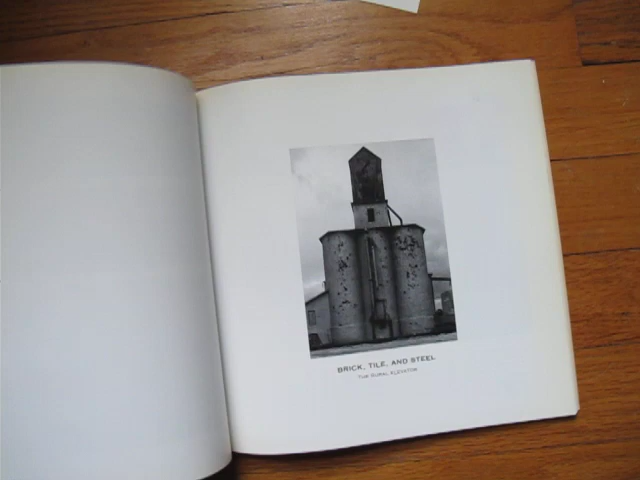 BRICK, TILE, AND STEEL
THE RURAL ELEVATOR